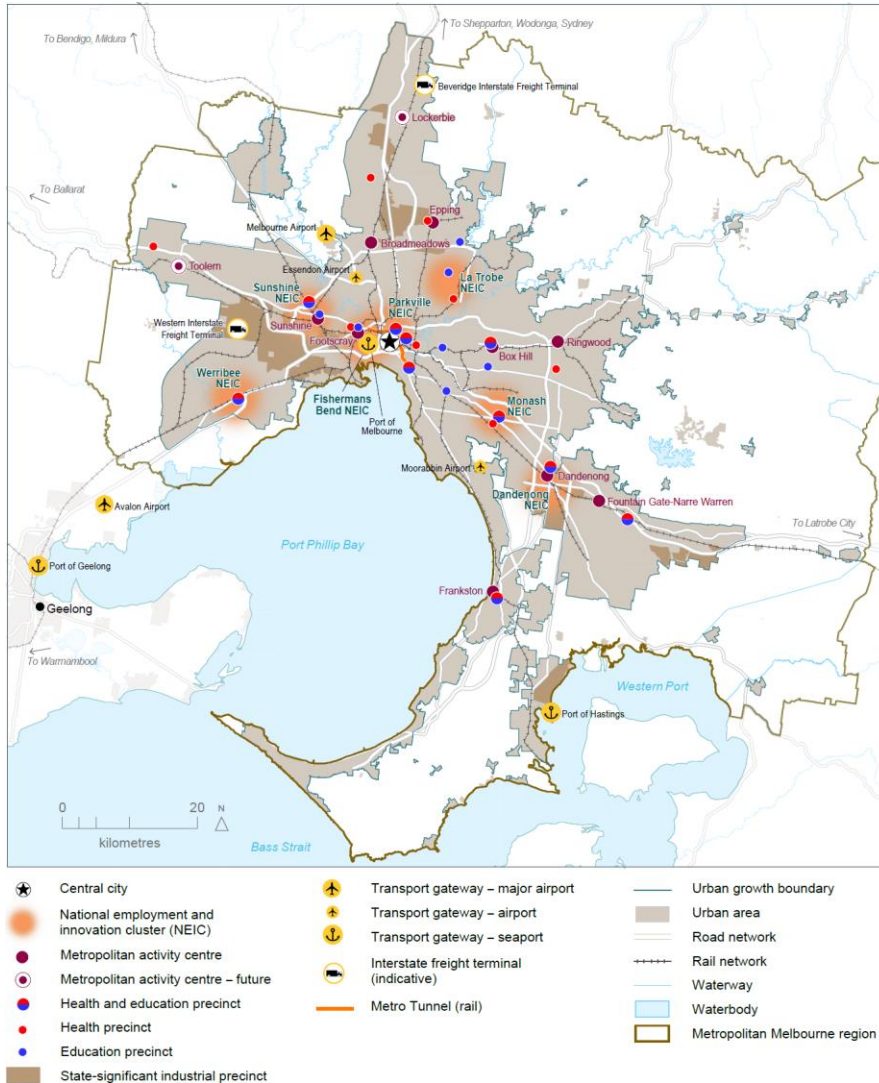 To Shepparton, Wodonga, Sydney
To Bendigo, Mildura
Beveridge Interstate Freight Terminal
Lockerbie
To Ballarat
Epping
Melbourne Airport
Broadmeadows
Toolern
Essendon Airport
La Trobe
NEIC
Sunshine
NEIC
Parkville
NEIC
Western Interstate
Freight Terminal
Sunshine
Footscray
Ringwood
Box Hill
Werribee
NEIC
Fishermans
Bend NEIC
Port of
Melbourne
Monash
NEIC
Moorabbin Airport
Dandenong
Dandenong
NEIC
Fountain Gate-Narre Warren
Avalon Airport
To Latrobe City
Port Phillip Bay
Port of Geelong
Frankston
Geelong
To Warrnambool
Western Port
Port of Hastings
0 20
N
kilometres
Bass Strait
Central city
National employment and
innovation cluster (NEIC)
Metropolitan activity centre
Metropolitan activity centre – future
Health and education precinct
Health precinct
Education precinct
State-significant industrial precinct
Transport gateway – major airport
Transport gateway – airport
Transport gateway – seaport
Interstate freight terminal
(indicative)
Metro Tunnel (rail)
Urban growth boundary
Urban area
Road network
Rail network
Waterway
Waterbody
Metropolitan Melbourne region